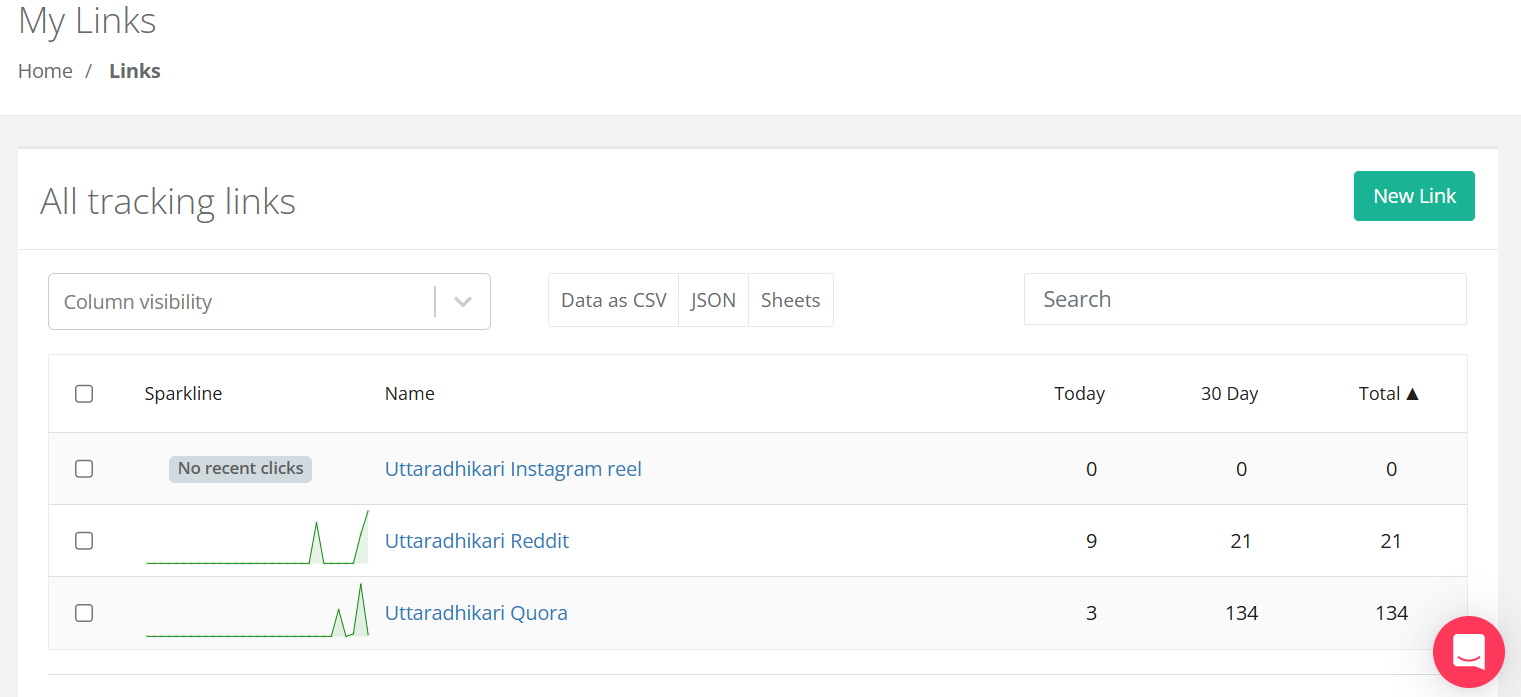 My Links
Home / Links
All tracking links
New Link
Column visibility
Data as CSV JSON Sheets
Search
Sparkline Name Today 30 Day Total ▲
No recent clicks Uttaradhikari Instagram reel 0 0 0
Uttaradhikari Reddit 9 21 21
Uttaradhikari Quora 3 134 134